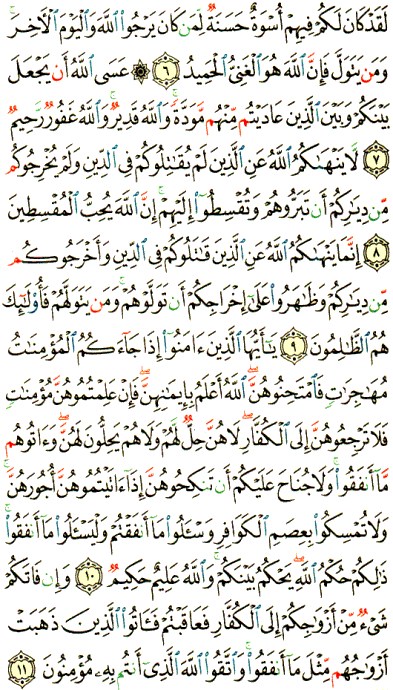 لَقَدْ كَانَ لَكُمْ فِيهِمْ أُسْوَةٌ حَسَنَةٌ لِّمَن كَانَ يَرْجُوا۟ ٱللَّهَ وَٱلْيَوْمَ ٱلْـَٔاخِرَ ۚ
وَمَن يَتَوَلَّ فَإِنَّ ٱللَّهَ هُوَ ٱلْغَنِىُّ ٱلْحَمِيدُ ٦ ۞ عَسَى ٱللَّهُ أَن يَجْعَلَ
بَيْنَكُمْ وَبَيْنَ ٱلَّذِينَ عَادَيْتُم مِّنْهُم مَّوَدَّةً ۚ وَٱللَّهُ قَدِيرٌ ۚ وَٱللَّهُ غَفُورٌ رَّحِيمٌ
٧ لَّا يَنْهَىٰكُمُ ٱللَّهُ عَنِ ٱلَّذِينَ لَمْ يُقَـٰتِلُوكُمْ فِى ٱلدِّينِ وَلَمْ يُخْرِجُوكُم
مِّن دِيَـٰرِكُمْ أَن تَبَرُّوهُمْ وَتُقْسِطُوٓا۟ إِلَيْهِمْ ۚ إِنَّ ٱللَّهَ يُحِبُّ ٱلْمُقْسِطِينَ
٨ إِنَّمَا يَنْهَىٰكُمُ ٱللَّهُ عَنِ ٱلَّذِينَ قَـٰتَلُوكُمْ فِى ٱلدِّينِ وَأَخْرَجُوكُم
مِّن دِيَـٰرِكُمْ وَظَـٰهَرُوا۟ عَلَىٰٓ إِخْرَاجِكُمْ أَن تَوَلَّوْهُمْ ۚ وَمَن يَتَوَلَّهُمْ فَأُو۟لَـٰٓئِكَ
هُمُ ٱلظَّـٰلِمُونَ ٩ يَـٰٓأَيُّهَا ٱلَّذِينَ ءَامَنُوٓا۟ إِذَا جَآءَكُمُ ٱلْمُؤْمِنَـٰتُ
مُهَـٰجِرَٰتٍ فَٱمْتَحِنُوهُنَّ ۖ ٱللَّهُ أَعْلَمُ بِإِيمَـٰنِهِنَّ ۖ فَإِنْ عَلِمْتُمُوهُنَّ مُؤْمِنَـٰتٍ
فَلَا تَرْجِعُوهُنَّ إِلَى ٱلْكُفَّارِ ۖ لَا هُنَّ حِلٌّ لَّهُمْ وَلَا هُمْ يَحِلُّونَ لَهُنَّ ۖ وَءَاتُوهُم
مَّآ أَنفَقُوا۟ ۚ وَلَا جُنَاحَ عَلَيْكُمْ أَن تَنكِحُوهُنَّ إِذَآ ءَاتَيْتُمُوهُنَّ أُجُورَهُنَّ ۚ
وَلَا تُمْسِكُوا۟ بِعِصَمِ ٱلْكَوَافِرِ وَسْـَٔلُوا۟ مَآ أَنفَقْتُمْ وَلْيَسْـَٔلُوا۟ مَآ أَنفَقُوا۟ ۚ
ذَٰلِكُمْ حُكْمُ ٱللَّهِ ۖ يَحْكُمُ بَيْنَكُمْ ۚ وَٱللَّهُ عَلِيمٌ حَكِيمٌ ١٠ وَإِن فَاتَكُمْ
شَىْءٌ مِّنْ أَزْوَٰجِكُمْ إِلَى ٱلْكُفَّارِ فَعَاقَبْتُمْ فَـَٔاتُوا۟ ٱلَّذِينَ ذَهَبَتْ
أَزْوَٰجُهُم مِّثْلَ مَآ أَنفَقُوا۟ ۚ وَٱتَّقُوا۟ ٱللَّهَ ٱلَّذِىٓ أَنتُم بِهِۦ مُؤْمِنُونَ ١١